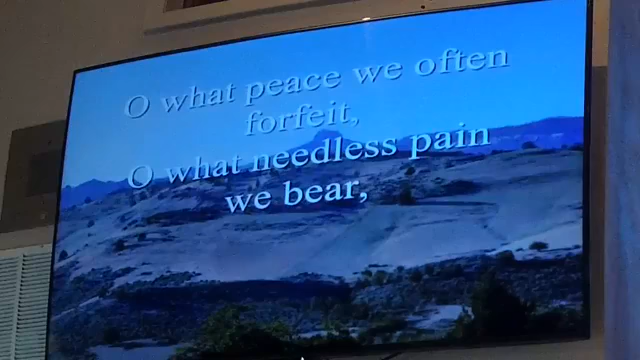 O what peace we often
forfeit,
O what needless pain
we bear,